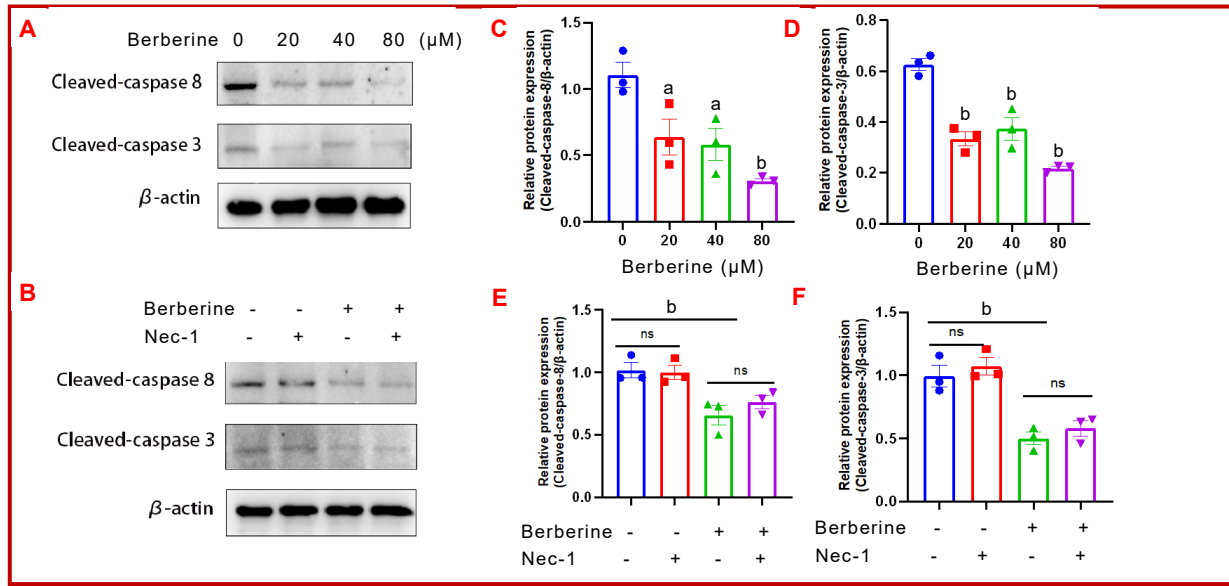 A
Berberine
0 20 40 80 (μM)
Cleaved-caspase 8
Cleaved-caspase 3
β-actin
C
Relative protein expression
(Cleaved-caspase-8/β-actin)
1.5
1.0
0.5
0.0
a
a
b
0 20 40 80
Berberine (μM)
D
Relative protein expression
(Cleaved-caspase-3/β-actin)
0.8
0.6
0.4
0.2
0.0
b
b
b
0 20 40 80
Berberine (μM)
B
Berberine - - + +
Nec-1 - + - +
Cleaved-caspase 8
Cleaved-caspase 3
β-actin
E
Relative protein expression
(Cleaved-caspase-8/β-actin)
1.5
1.0
0.5
0.0
b
ns
ns
Berberine - - + +
Nec-1 - + - +
F
Relative protein expression
(Cleaved-caspase-3/β-actin)
1.5
1.0
0.5
0.0
b
ns
ns
Berberine - - + +
Nec-1 - + - +